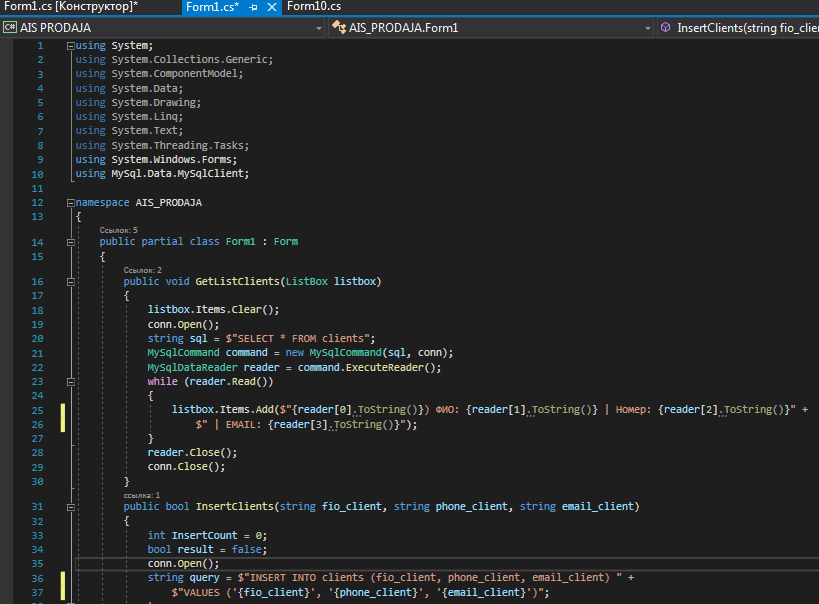 Form1.cs [Конструктор]* Form1.cs* Form10.cs
C# AIS PRODAJA AIS_PRODAJA.Form1 InsertClients(string fio_clie
1 using System;
2 using System.Collections.Generic;
3 using System.ComponentModel;
4 using System.Data;
5 using System.Drawing;
6 using System.Linq;
7 using System.Text;
8 using System.Threading.Tasks;
9 using System.Windows.Forms;
10 using MySql.Data.MySqlClient;
11
12 namespace AIS_PRODAJA
13 {
Ссылок: 5
14 public partial class Form1 : Form
15 {
Ссылок: 2
16 public void GetListClients(ListBox listbox)
17 {
18 listbox.Items.Clear();
19 conn.Open();
20 string sql = $"SELECT * FROM clients";
21 MySqlCommand command = new MySqlCommand(sql, conn);
22 MySqlDataReader reader = command.ExecuteReader();
23 while (reader.Read())
24 {
25 listbox.Items.Add($"{reader[0].ToString()}) ФИО: {reader[1].ToString()} | Номер: {reader[2].ToString()}" +
26 $" | EMAIL: {reader[3].ToString()}");
27 }
28 reader.Close();
29 conn.Close();
30 }
ссылка: 1
31 public bool InsertClients(string fio_client, string phone_client, string email_client)
32 {
33 int InsertCount = 0;
34 bool result = false;
35 conn.Open();
36 string query = $"INSERT INTO clients (fio_client, phone_client, email_client) " +
37 $"VALUES ('{fio_client}', '{phone_client}', '{email_client}')";